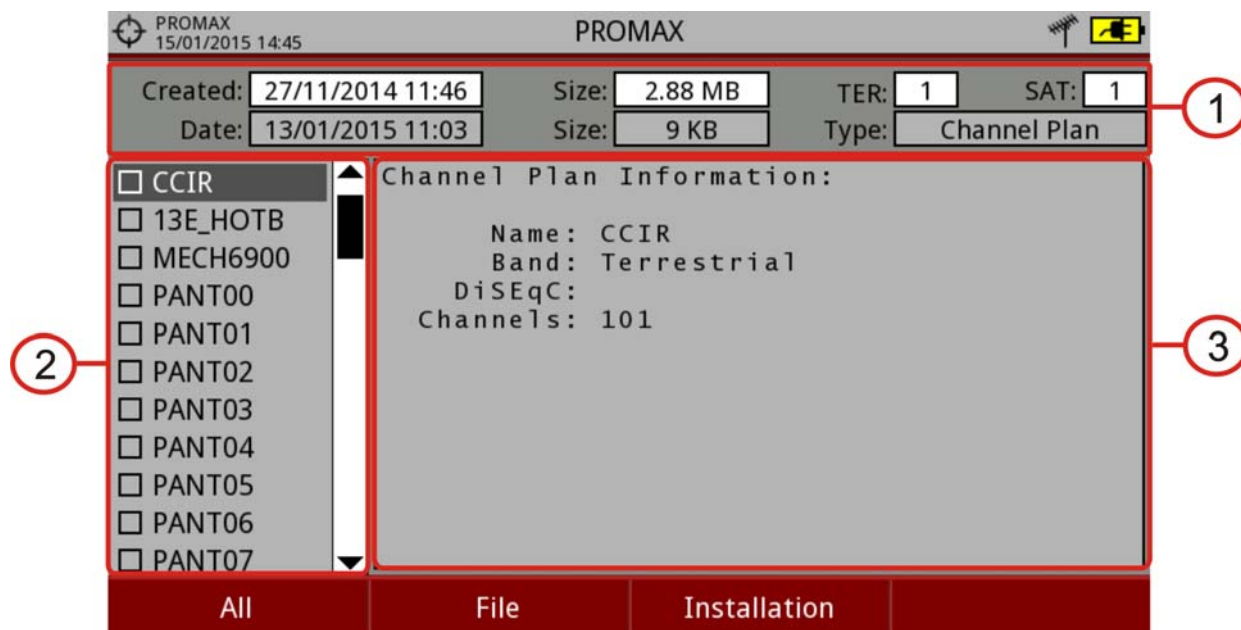 PROMAX
15/01/2015 14:45
PROMAX
Created: 27/11/2014 11:46 Size: 2.88 MB TER: 1 SAT: 1
Date: 13/01/2015 11:03 Size: 9 KB Type: Channel Plan
1
CCIR
13E_HOTB
MECH6900
PANT00
PANT01
PANT02
PANT03
PANT04
PANT05
PANT06
PANT07
2
Channel Plan Information:
Name: CCIR
Band: Terrestrial
DiSEqC:
Channels: 101
3
All File Installation